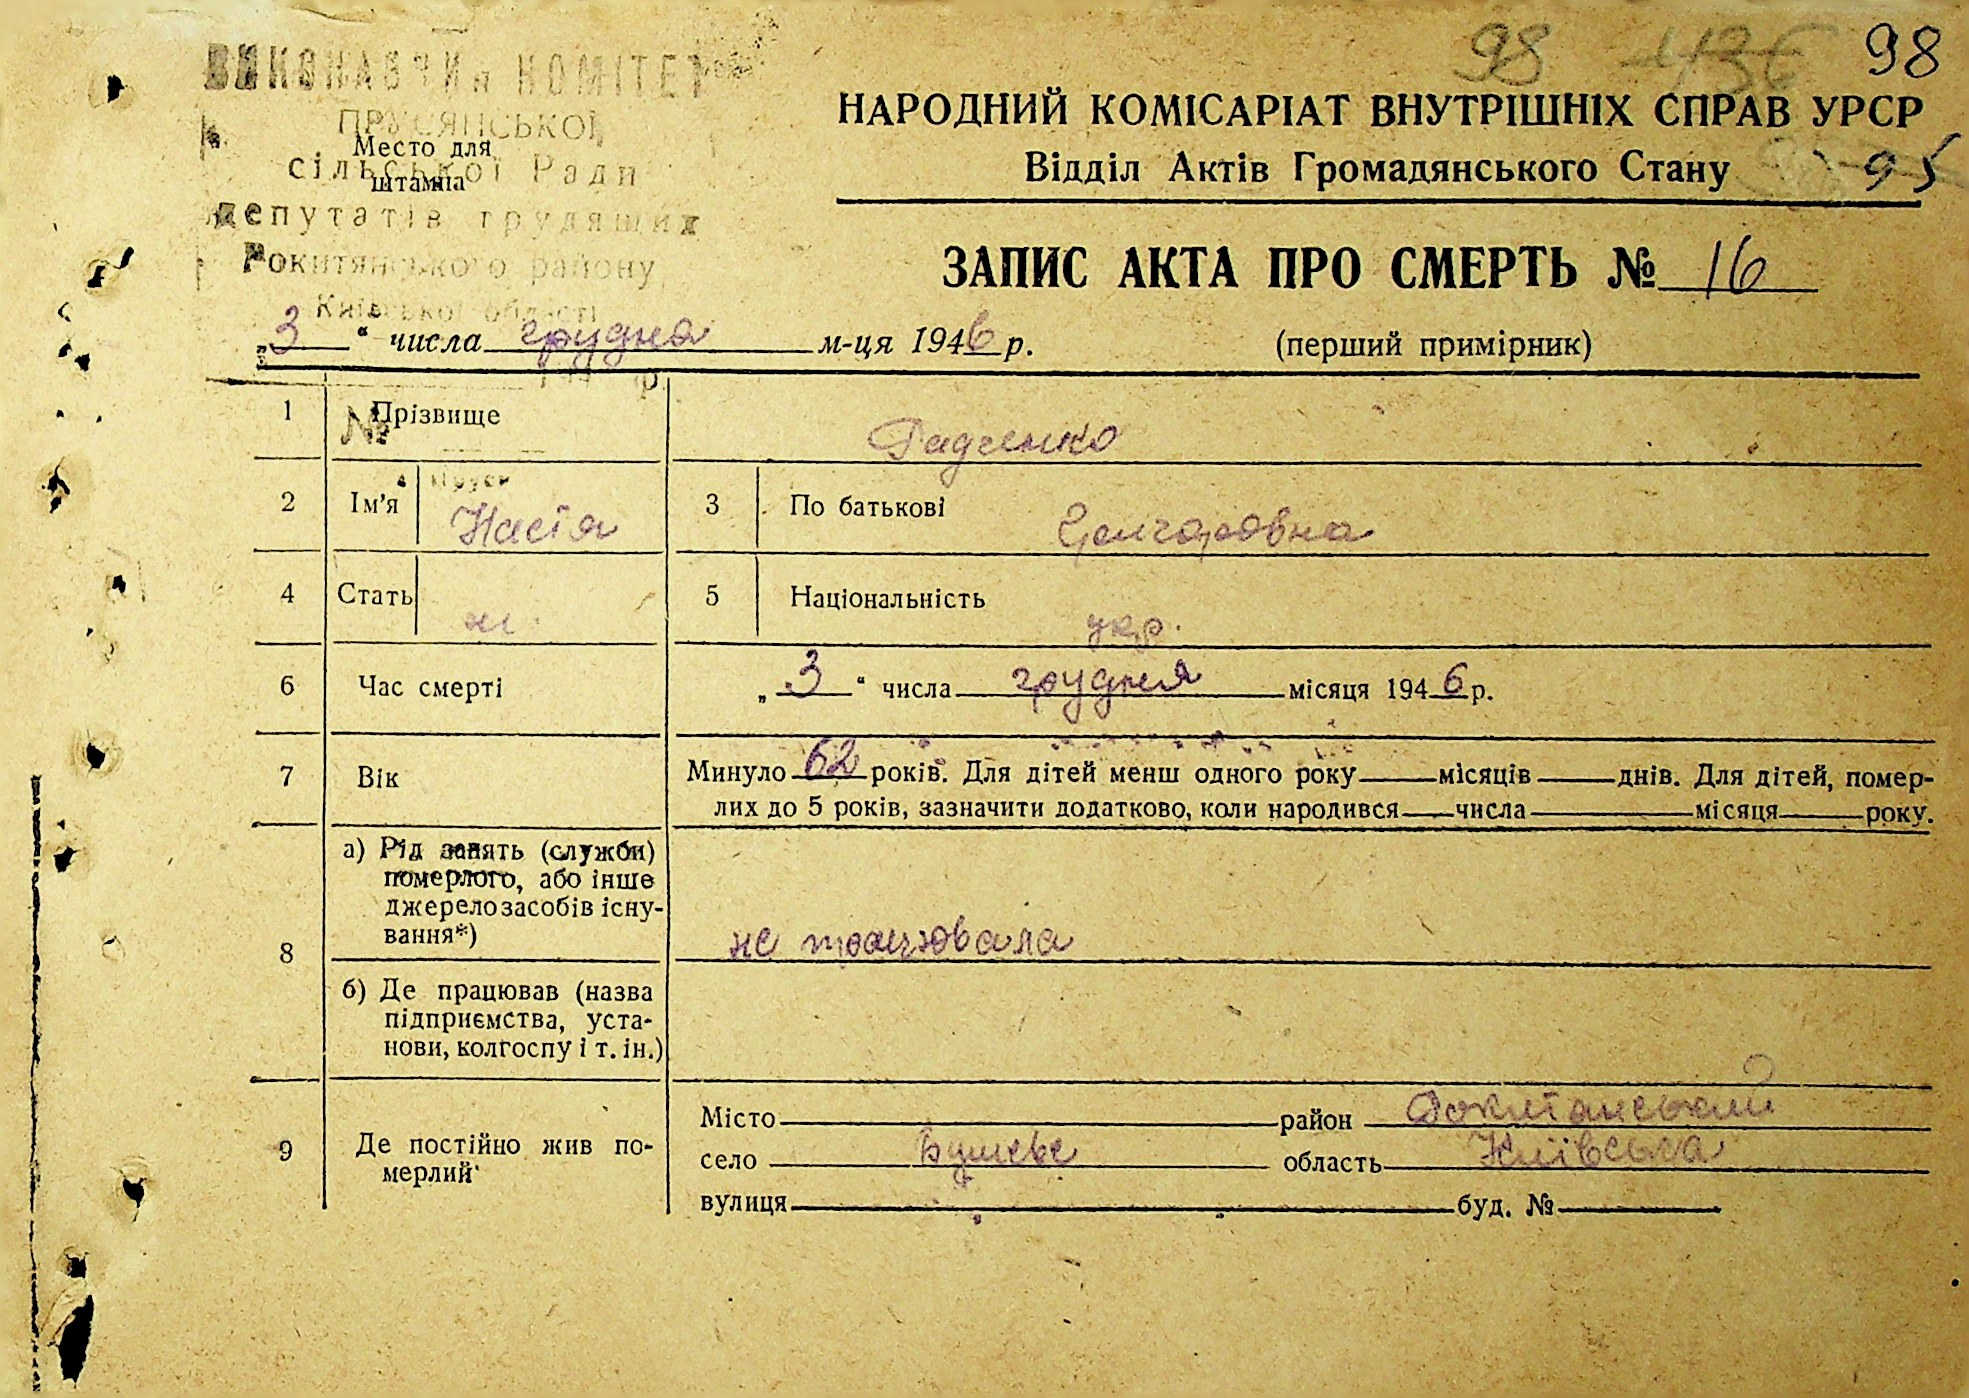 98 98
ВИКОНАВЧИЙ КОМІТЕТ
НАРОДНИЙ КОМІСАРІАТ ВНУТРІШНІХ СПРАВ УРСР
ПРУСЯНСЬКОЇ
Место для
штампа
сільської Ради
Відділ Актів Громадянського Стану 95
депутатів трудящих
Рокитянського району
Київської області
ЗАПИС АКТА ПРО СМЕРТЬ № 16
„3“ числа грудня м-ця 1946 р. (перший примірник)
1 Прізвище Радченко
№
2 Ім'я Настя 3 По батькові
4 Стать ж. 5 Національність укр.
6 Час смерті „3“ числа грудня місяця 1946 р.
7 Вік Минуло 62 років. Для дітей менш одного року місяців днів. Для дітей, помер-
лих до 5 років, зазначити додатково, коли народився числа місяця року.
8 а) Рід занять (служби)
померлого, або інше
джерело засобів існу-
вання*)
не працювала
б) Де працював (назва
підприємства, уста-
нови, колгоспу і т. ін.)
9 Де постійно жив по-
мерлий
Місто район Рокитянський
село Бушеве область Київська
вулиця буд. №